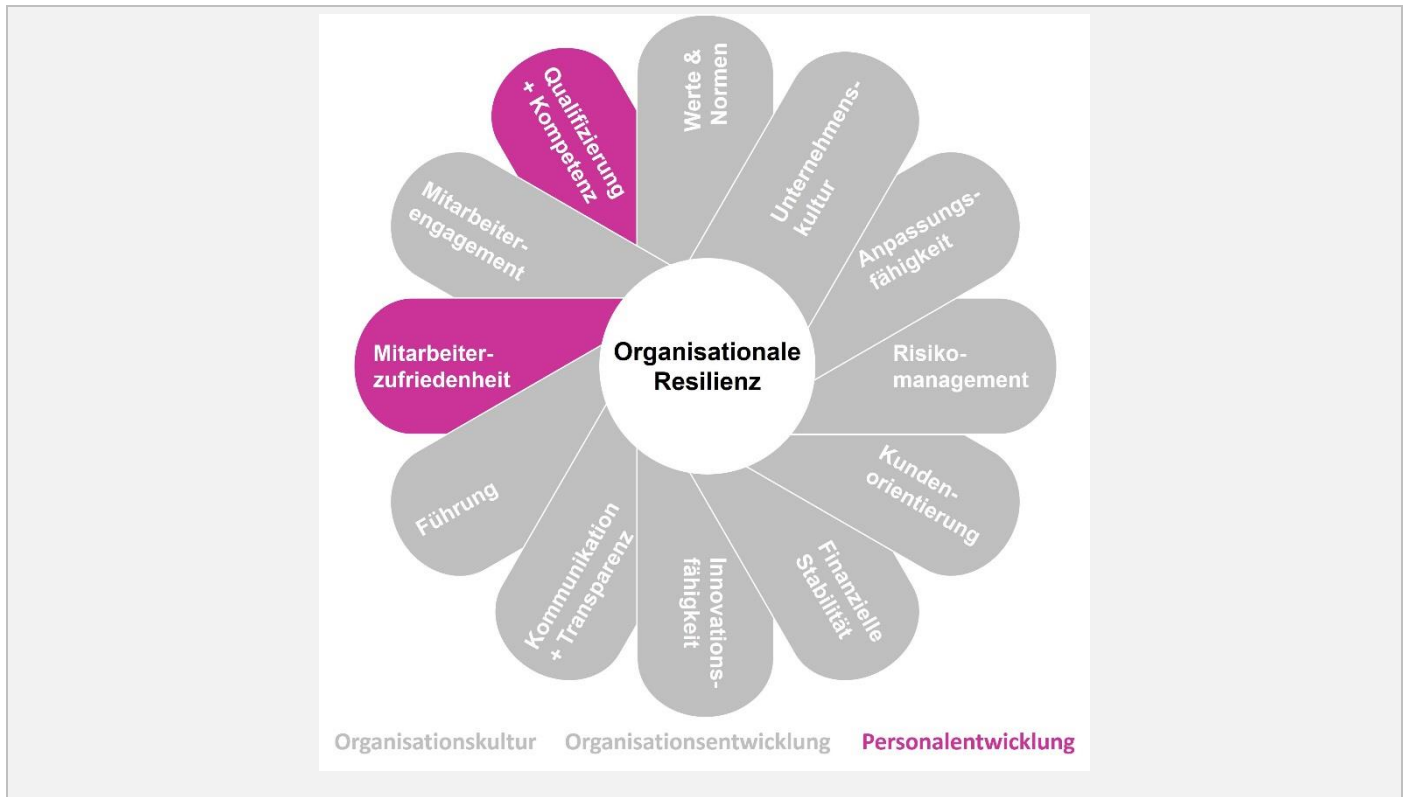 Werte &
Normen
Unternehmens-
kultur
Anpassungs-
fähigkeit
Risiko-
management
Kunden-
orientierung
Finanzielle
Stabilität
Innovations-
fähigkeit
Kommunikation
+ Transparenz
Führung
Mitarbeiter-
zufriedenheit
Mitarbeiter-
engagement
Qualifizierung
+ Kompetenz
Organisationale
Resilienz
Organisationskultur Organisationsentwicklung Personalentwicklung